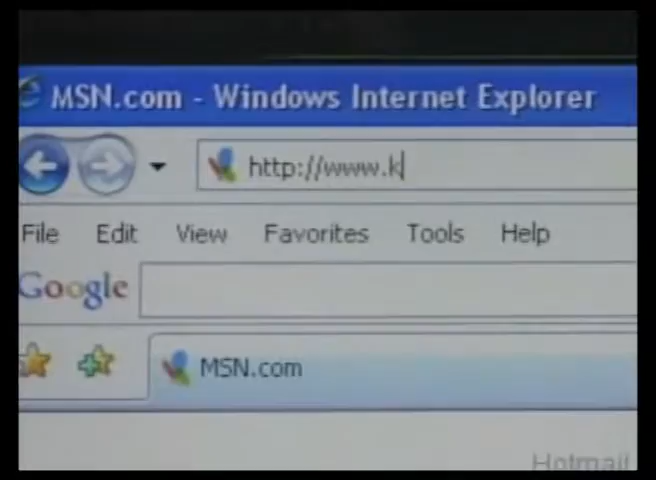 MSN.com - Windows Internet Explorer
http://www.k
File Edit View Favorites Tools Help
Google
MSN.com
Hotmail